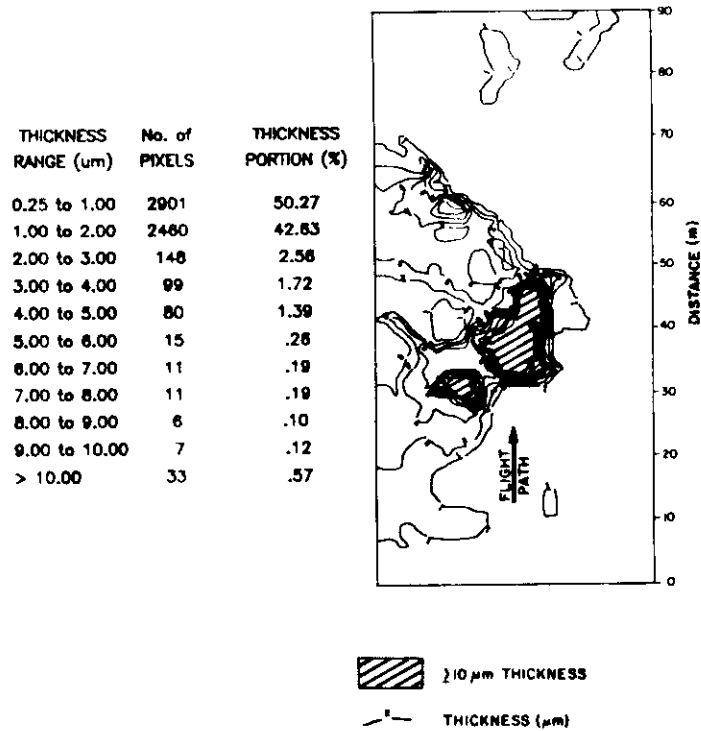 THICKNESS No. of THICKNESS
RANGE (um) PIXELS PORTION (%)
0.25 to 1.00 2901 50.27
1.00 to 2.00 2460 42.63
2.00 to 3.00 148 2.56
3.00 to 4.00 99 1.72
4.00 to 5.00 80 1.39
5.00 to 6.00 15 .26
6.00 to 7.00 11 .19
7.00 to 8.00 11 .19
8.00 to 9.00 6 .10
9.00 to 10.00 7 .12
> 10.00 33 .57
90
80
70
60
50
40
30
20
10
0
DISTANCE (m)
FLIGHT
PATH
≥10 µm THICKNESS
THICKNESS (µm)